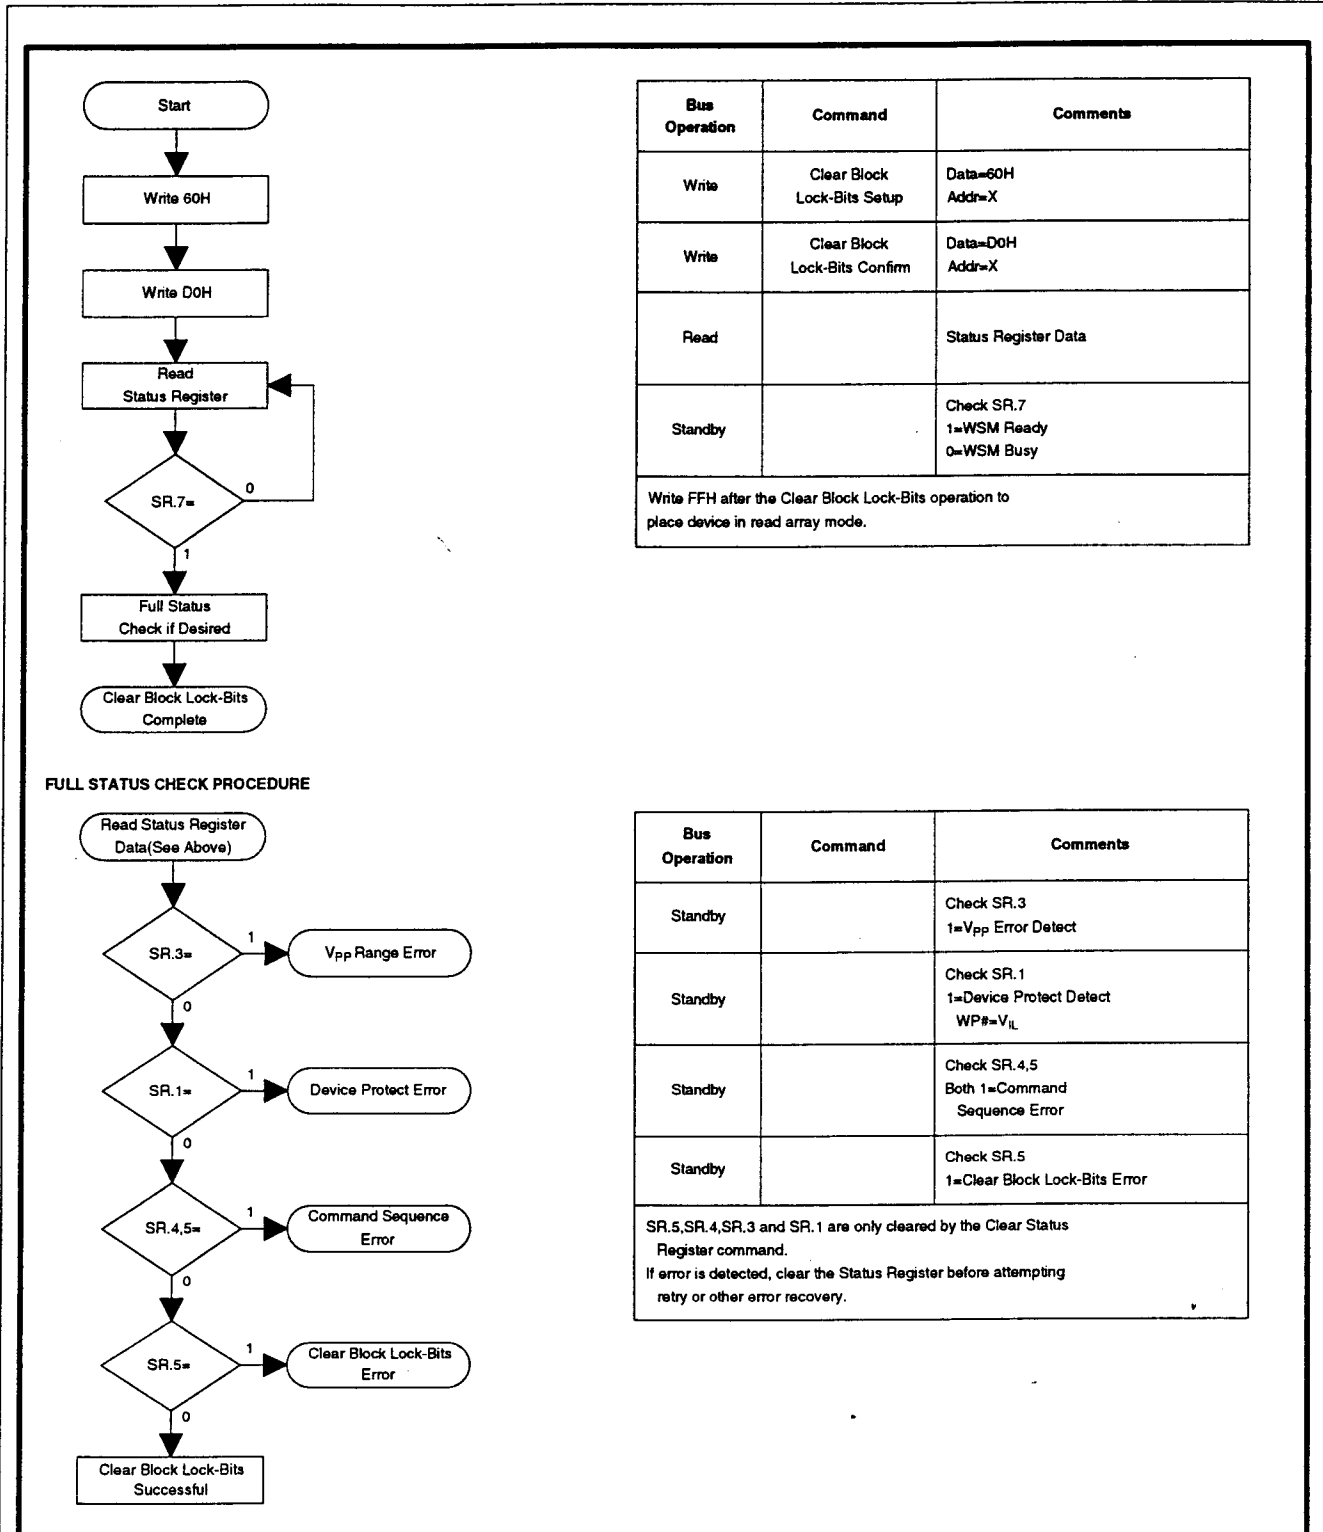 Start
Write 60H
Write D0H
Read
Status Register
SR.7=
0
1
Full Status
Check if Desired
Clear Block Lock-Bits
Complete
Bus
Operation
Command
Comments
Write
Clear Block
Lock-Bits Setup
Data=60H
Addr=X
Write
Clear Block
Lock-Bits Confirm
Data=D0H
Addr=X
Read
Status Register Data
Standby
Check SR.7
1=WSM Ready
0=WSM Busy
Write FFH after the Clear Block Lock-Bits operation to
place device in read array mode.
FULL STATUS CHECK PROCEDURE
Read Status Register
Data(See Above)
SR.3=
1
VPP Range Error
0
SR.1=
1
Device Protect Error
0
SR.4,5=
1
Command Sequence
Error
0
SR.5=
1
Clear Block Lock-Bits
Error
0
Clear Block Lock-Bits
Successful
Bus
Operation
Command
Comments
Standby
Check SR.3
1=VPP Error Detect
Standby
Check SR.1
1=Device Protect Detect
WP#=VIL
Standby
Check SR.4,5
Both 1=Command
Sequence Error
Standby
Check SR.5
1=Clear Block Lock-Bits Error
SR.5,SR.4,SR.3 and SR.1 are only cleared by the Clear Status
Register command.
If error is detected, clear the Status Register before attempting
retry or other error recovery.